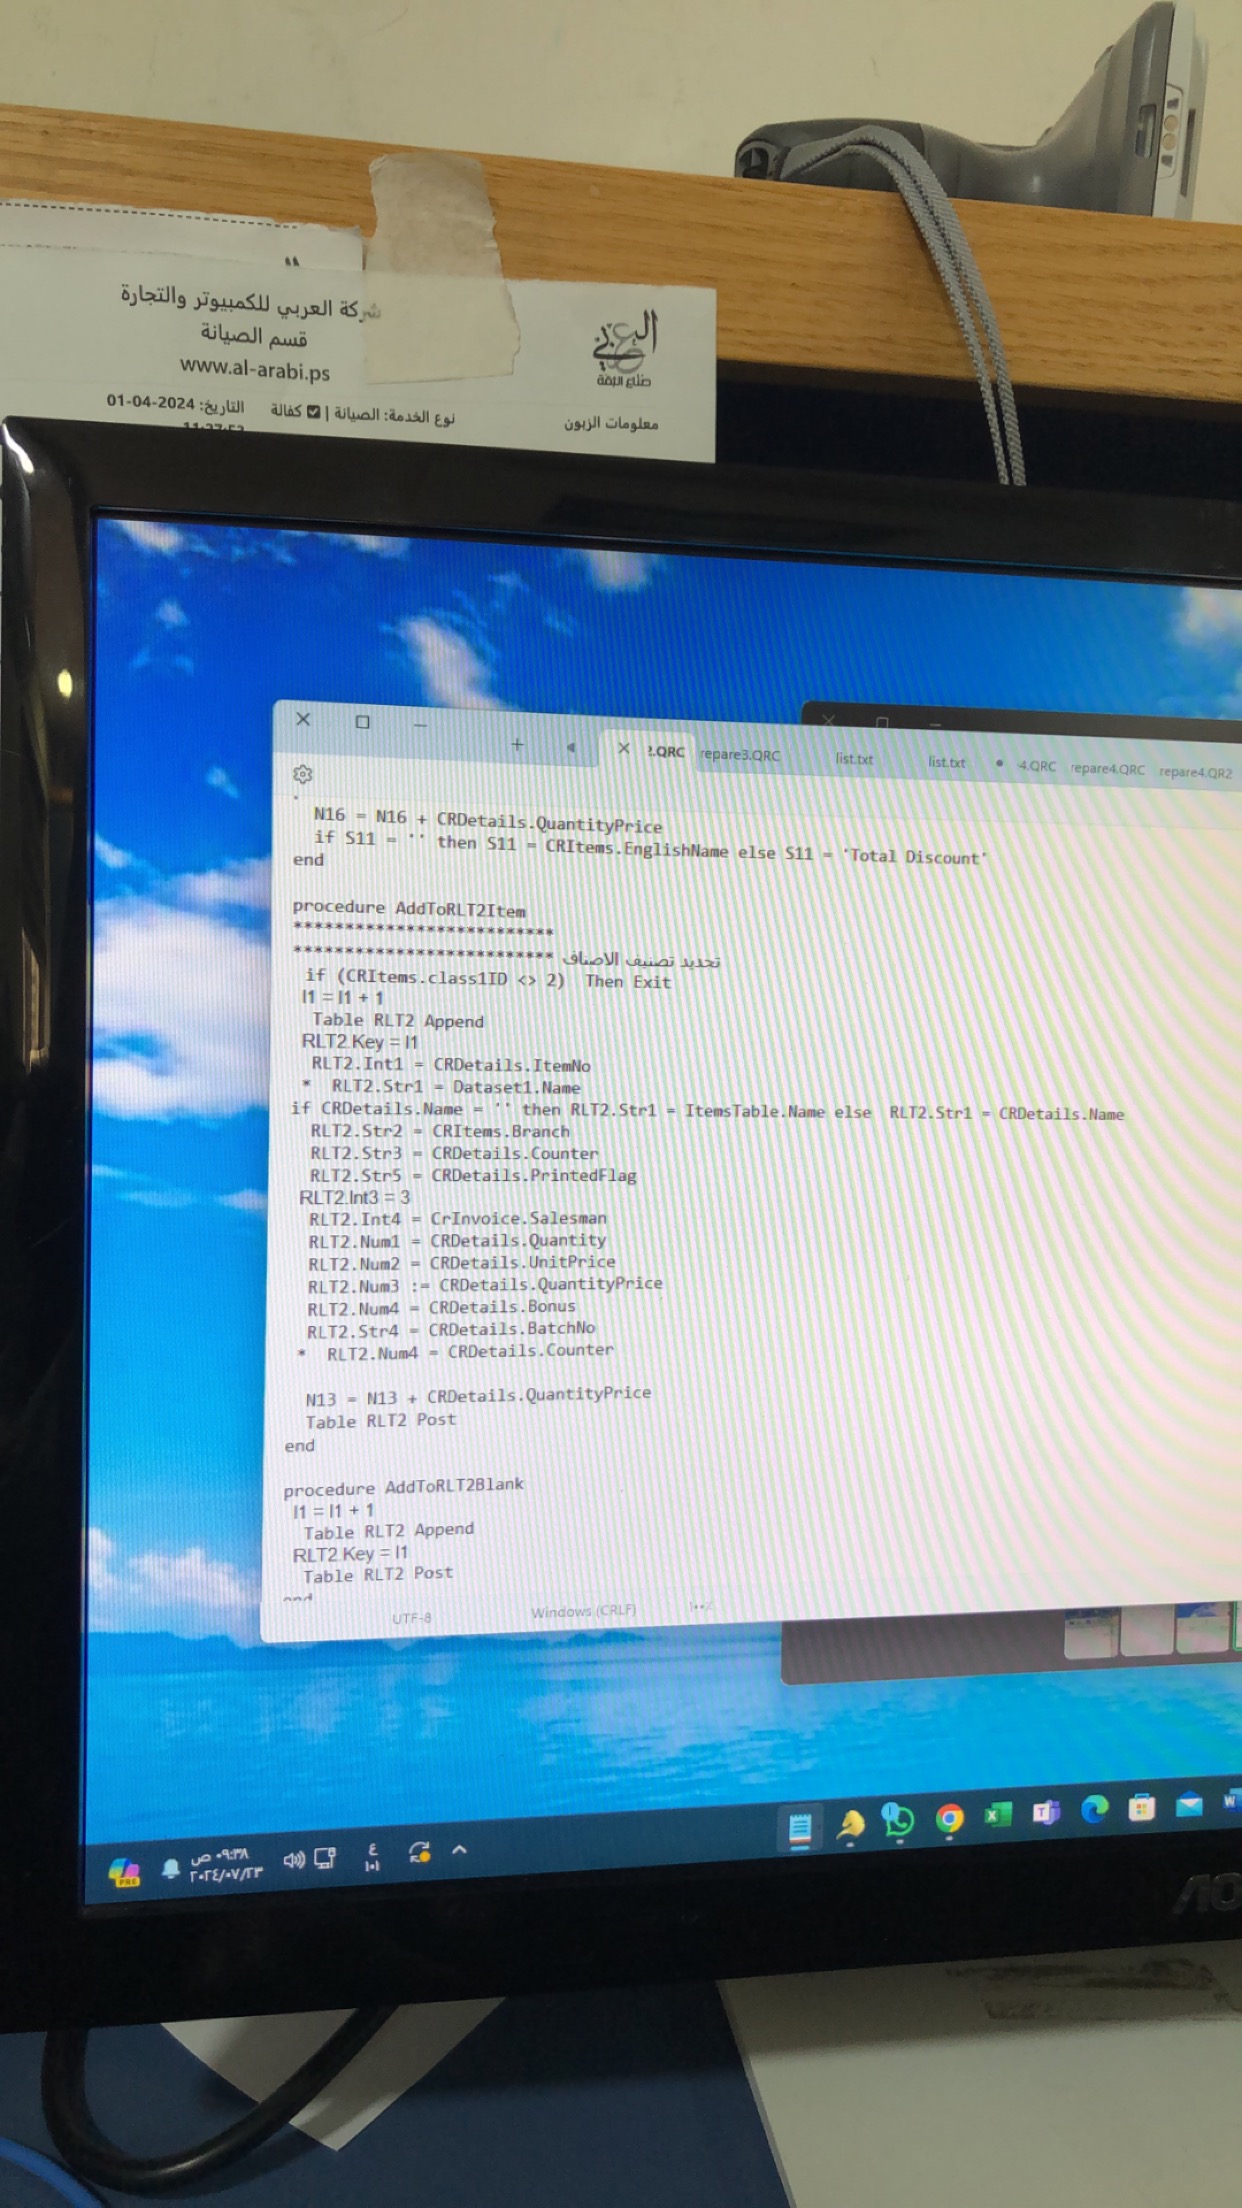 شركة العربي للكمبيوتر والتجارة
قسم الصيانة
www.al-arabi.ps
العربي
معلومات الزبون
نوع الخدمة: الصيانة | ☑ كفالة
التاريخ: 01-04-2024
?.QRC
repare3.QRC
list.txt
list.txt
-4.QRC
repare4.QRC
repare4.QR2
N16 = N16 + CRDetails.QuantityPrice
if S11 = '' then S11 = CRItems.EnglishName else S11 = 'Total Discount'
end
procedure AddToRLT2Item
*************************
************************* تحديد تصنيف الاصناف
if (CRItems.class1ID <> 2)  Then Exit
I1 = I1 + 1
Table RLT2 Append
RLT2.Key = I1
RLT2.Int1 = CRDetails.ItemNo
*  RLT2.Str1 = Dataset1.Name
if CRDetails.Name = '' then RLT2.Str1 = ItemsTable.Name else  RLT2.Str1 = CRDetails.Name
RLT2.Str2 = CRItems.Branch
RLT2.Str3 = CRDetails.Counter
RLT2.Str5 = CRDetails.PrintedFlag
RLT2.Int3 = 3
RLT2.Int4 = CrInvoice.Salesman
RLT2.Num1 = CRDetails.Quantity
RLT2.Num2 = CRDetails.UnitPrice
RLT2.Num3 := CRDetails.QuantityPrice
RLT2.Num4 = CRDetails.Bonus
RLT2.Str4 = CRDetails.BatchNo
*  RLT2.Num4 = CRDetails.Counter
N13 = N13 + CRDetails.QuantityPrice
Table RLT2 Post
end
procedure AddToRLT2Blank
I1 = I1 + 1
Table RLT2 Append
RLT2.Key = I1
Table RLT2 Post
end
UTF-8
Windows (CRLF)
٠٩:٣٨ ص
٢٠٢٤/٠٧/٢٣
ع
١٠١
PRE